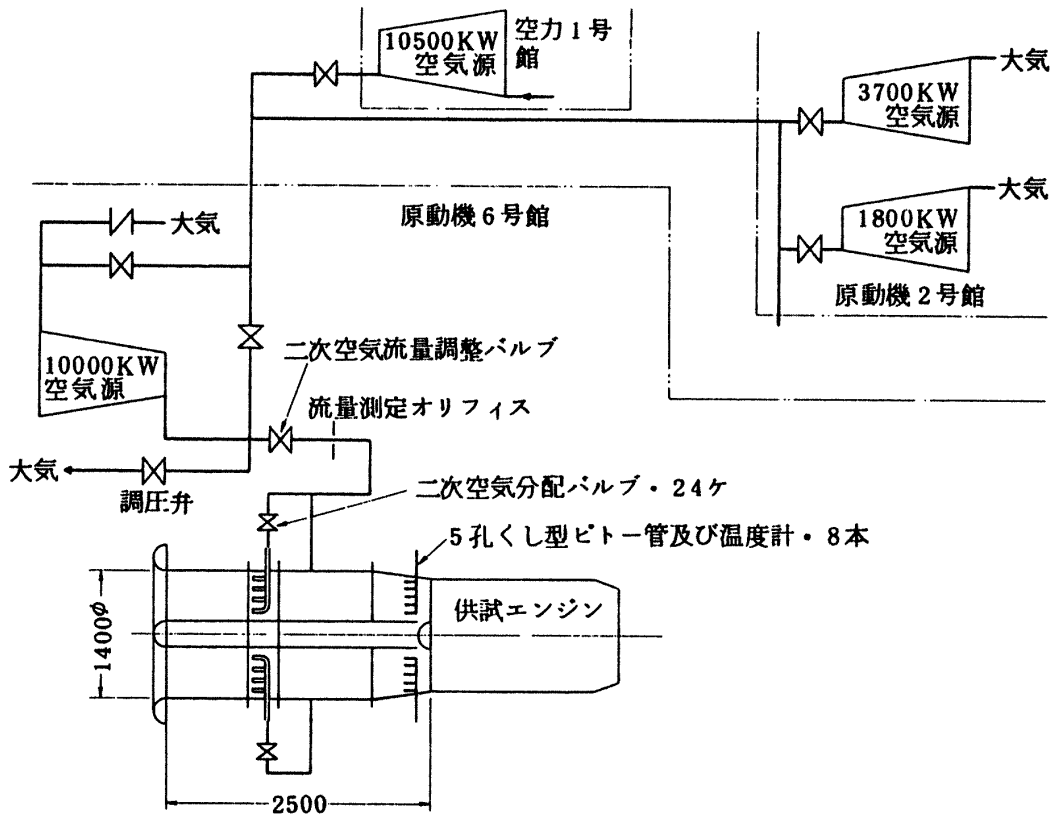 10500KW
空気源
空力1号
館
3700KW
空気源
大気
1800KW
空気源
大気
原動機2号館
原動機6号館
大気
10000KW
空気源
二次空気流量調整バルブ
流量測定オリフィス
大気
調圧弁
二次空気分配バルブ・24ケ
5孔くし型ピトー管及び温度計・8本
供試エンジン
1400φ
2500